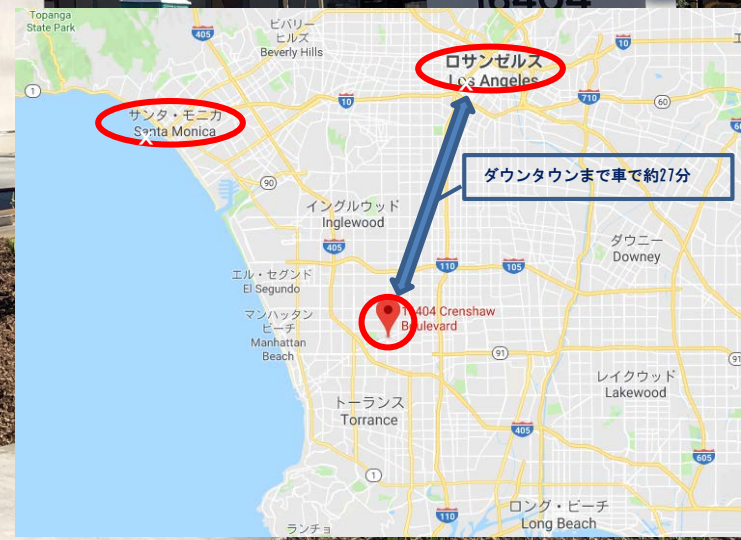 Topanga
State Park
405
ビバリー
ヒルズ
Beverly Hills
ロサンゼルス
Los Angeles
10
1
サンタ・モニカ
Santa Monica
10
710
60
90
ダウンタウンまで車で約27分
イングルウッド
Inglewood
405
110
105
ダウニー
Downey
エル・セグンド
El Segundo
マンハッタン
ビーチ
Manhattan
Beach
404 Crenshaw
Boulevard
91
91
レイクウッド
Lakewood
トーランス
Torrance
405
605
1
110
ロング・ビーチ
Long Beach
ランチョ